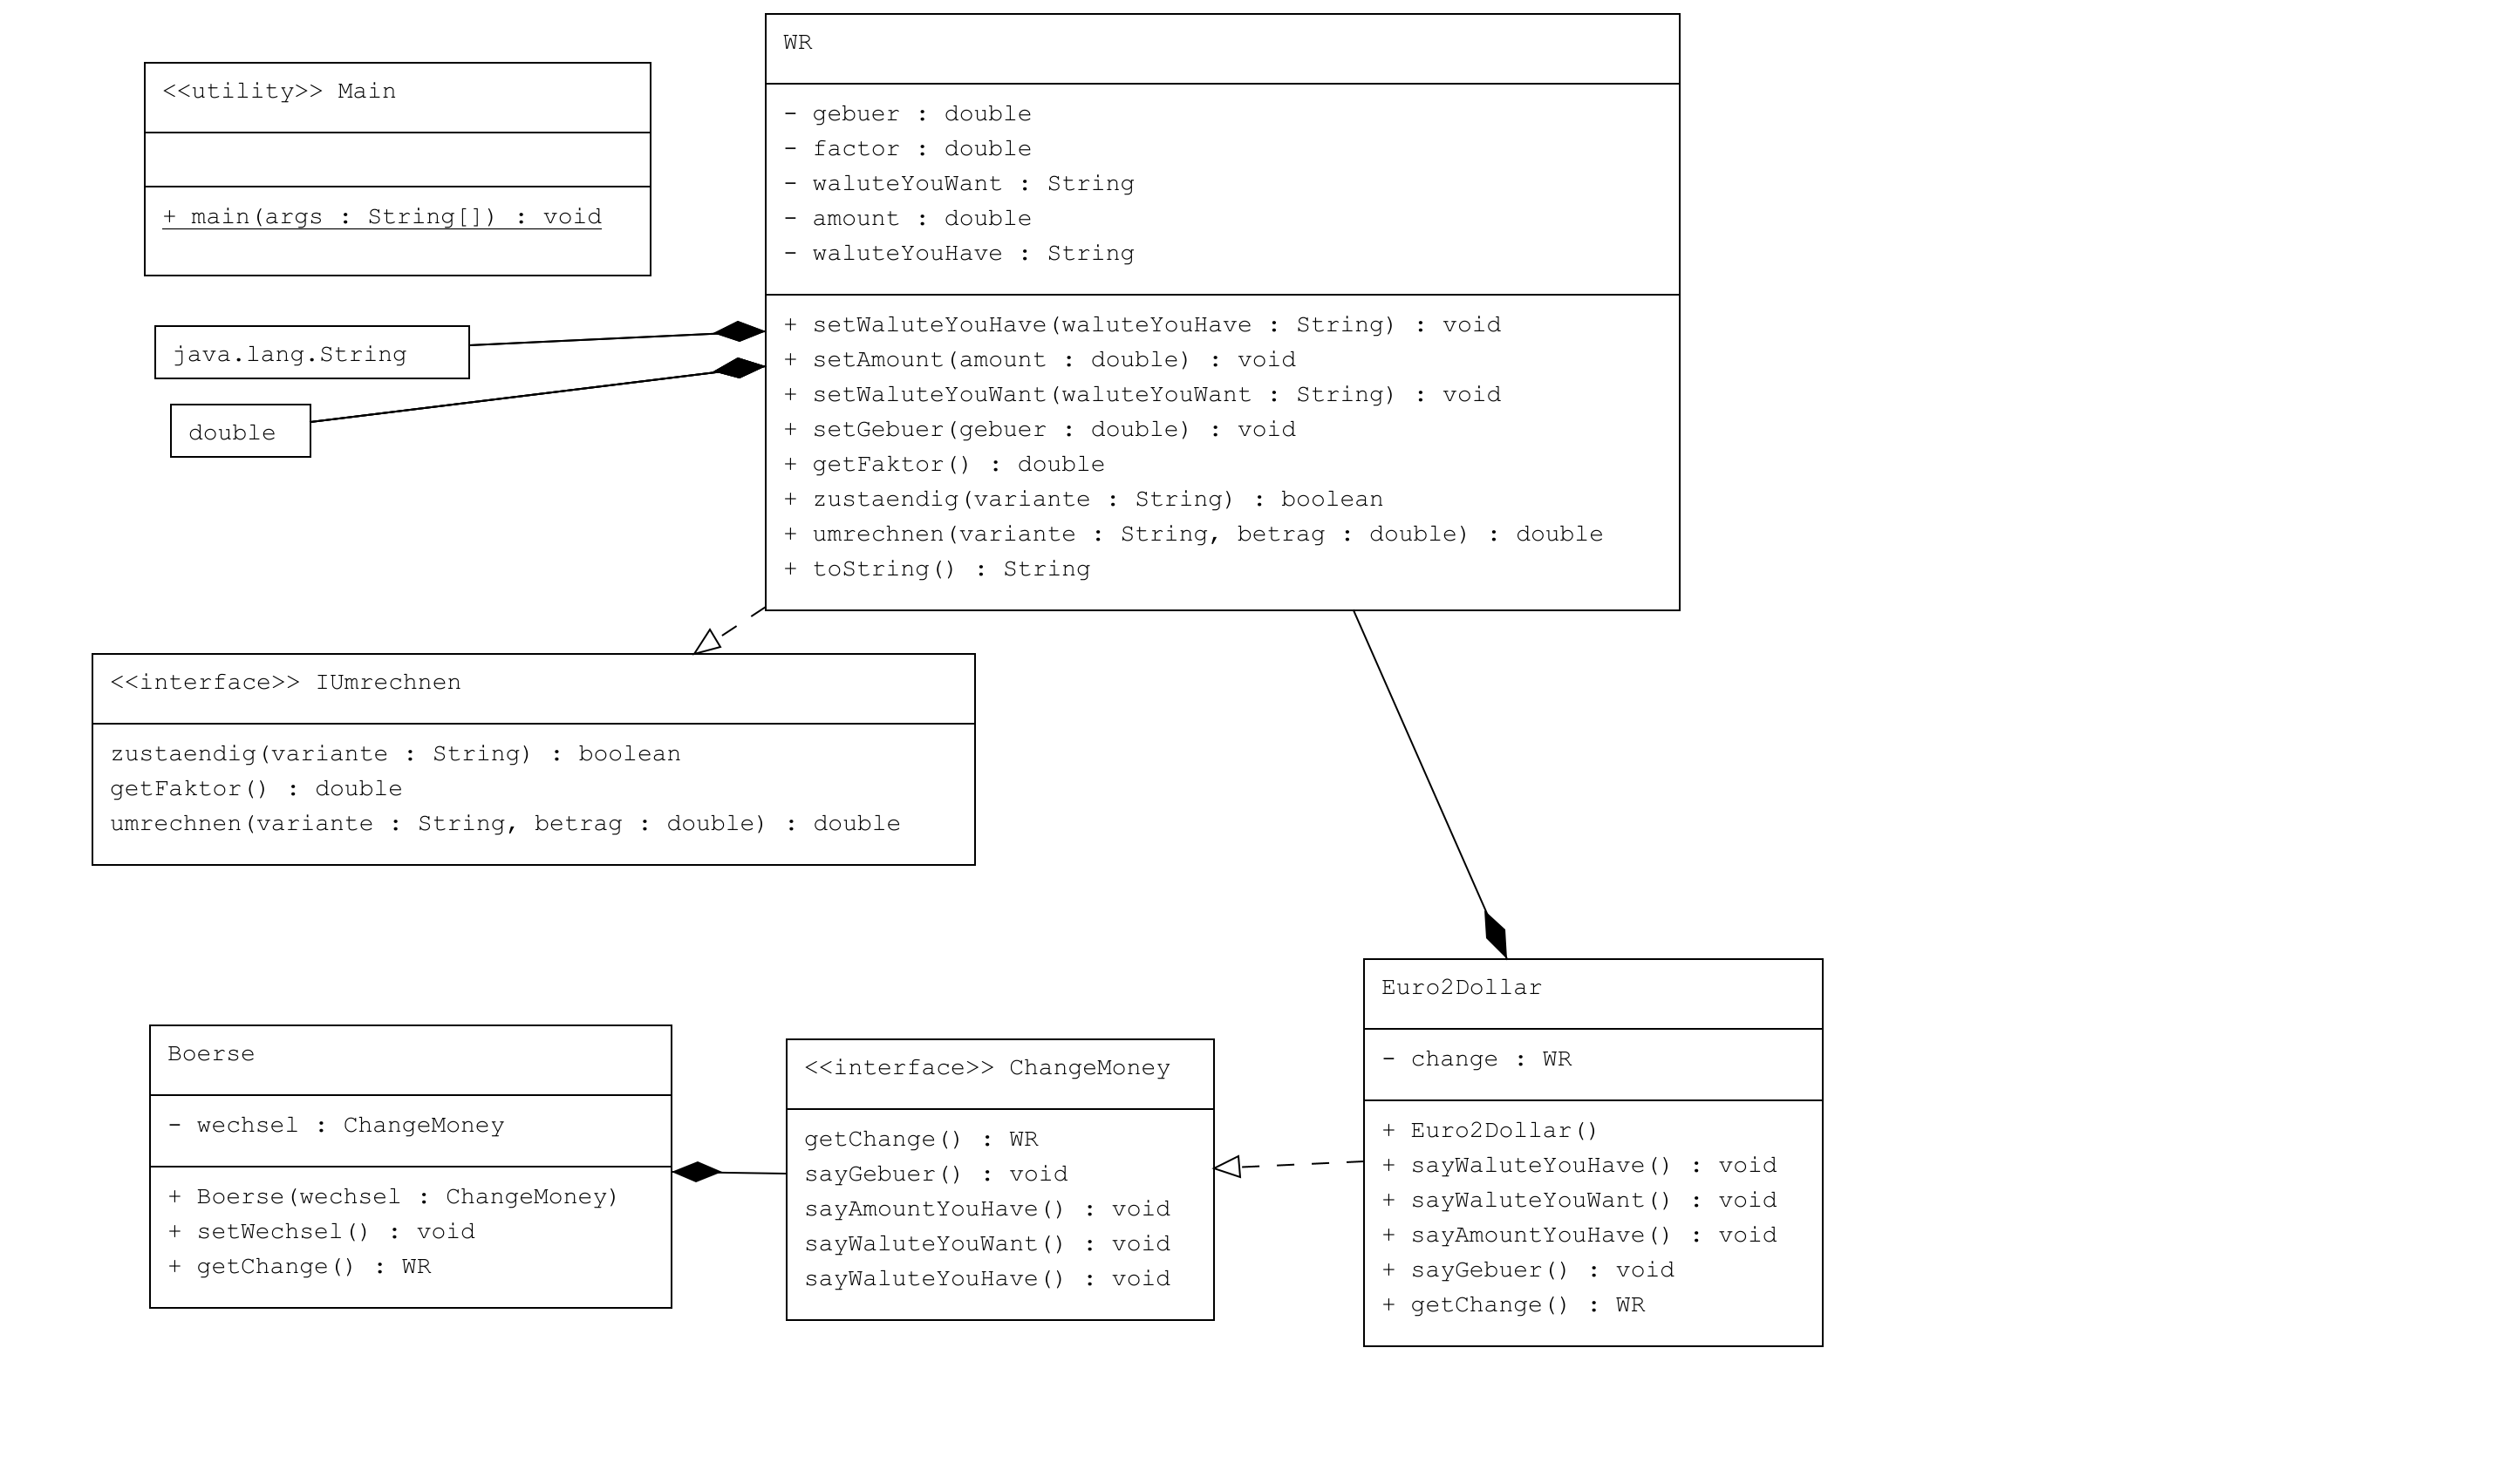 <<utility>> Main
+ main(args : String[]) : void
WR
- gebuer : double
- factor : double
- waluteYouWant : String
- amount : double
- waluteYouHave : String
+ setWaluteYouHave(waluteYouHave : String) : void
+ setAmount(amount : double) : void
+ setWaluteYouWant(waluteYouWant : String) : void
+ setGebuer(gebuer : double) : void
+ getFaktor() : double
+ zustaendig(variante : String) : boolean
+ umrechnen(variante : String, betrag : double) : double
+ toString() : String
java.lang.String
double
<<interface>> IUmrechnen
zustaendig(variante : String) : boolean
getFaktor() : double
umrechnen(variante : String, betrag : double) : double
Boerse
- wechsel : ChangeMoney
+ Boerse(wechsel : ChangeMoney)
+ setWechsel() : void
+ getChange() : WR
<<interface>> ChangeMoney
getChange() : WR
sayGebuer() : void
sayAmountYouHave() : void
sayWaluteYouWant() : void
sayWaluteYouHave() : void
Euro2Dollar
- change : WR
+ Euro2Dollar()
+ sayWaluteYouHave() : void
+ sayWaluteYouWant() : void
+ sayAmountYouHave() : void
+ sayGebuer() : void
+ getChange() : WR